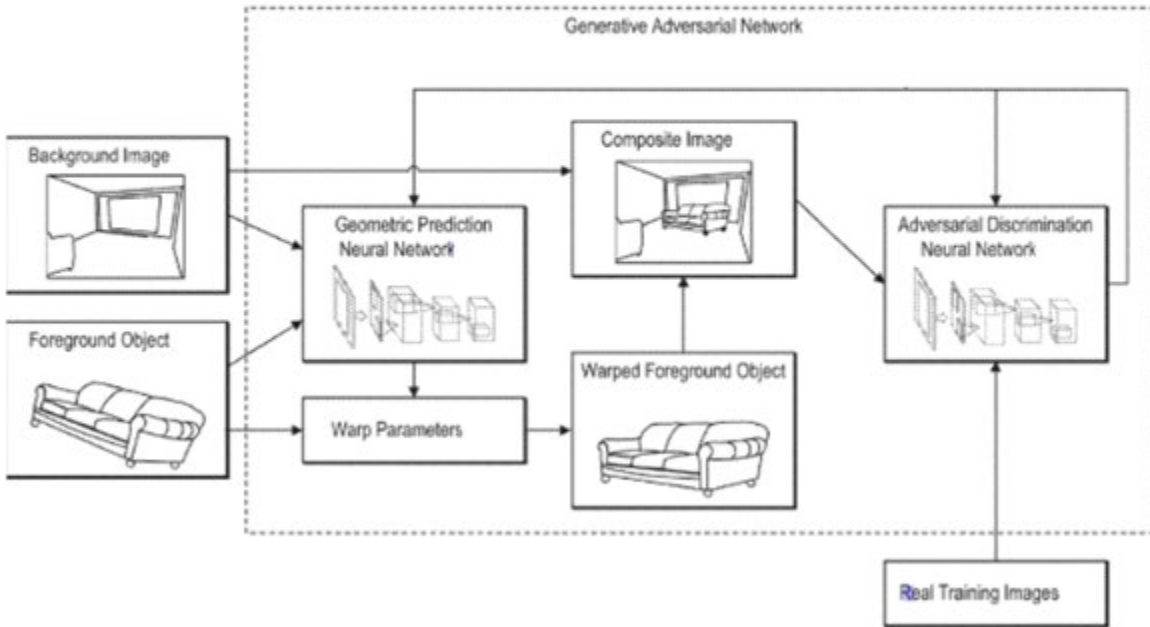 Generative Adversarial Network
Background Image
Composite Image
Geometric Prediction
Neural Network
Adversarial Discrimination
Neural Network
Foreground Object
Warped Foreground Object
Warp Parameters
Real Training Images